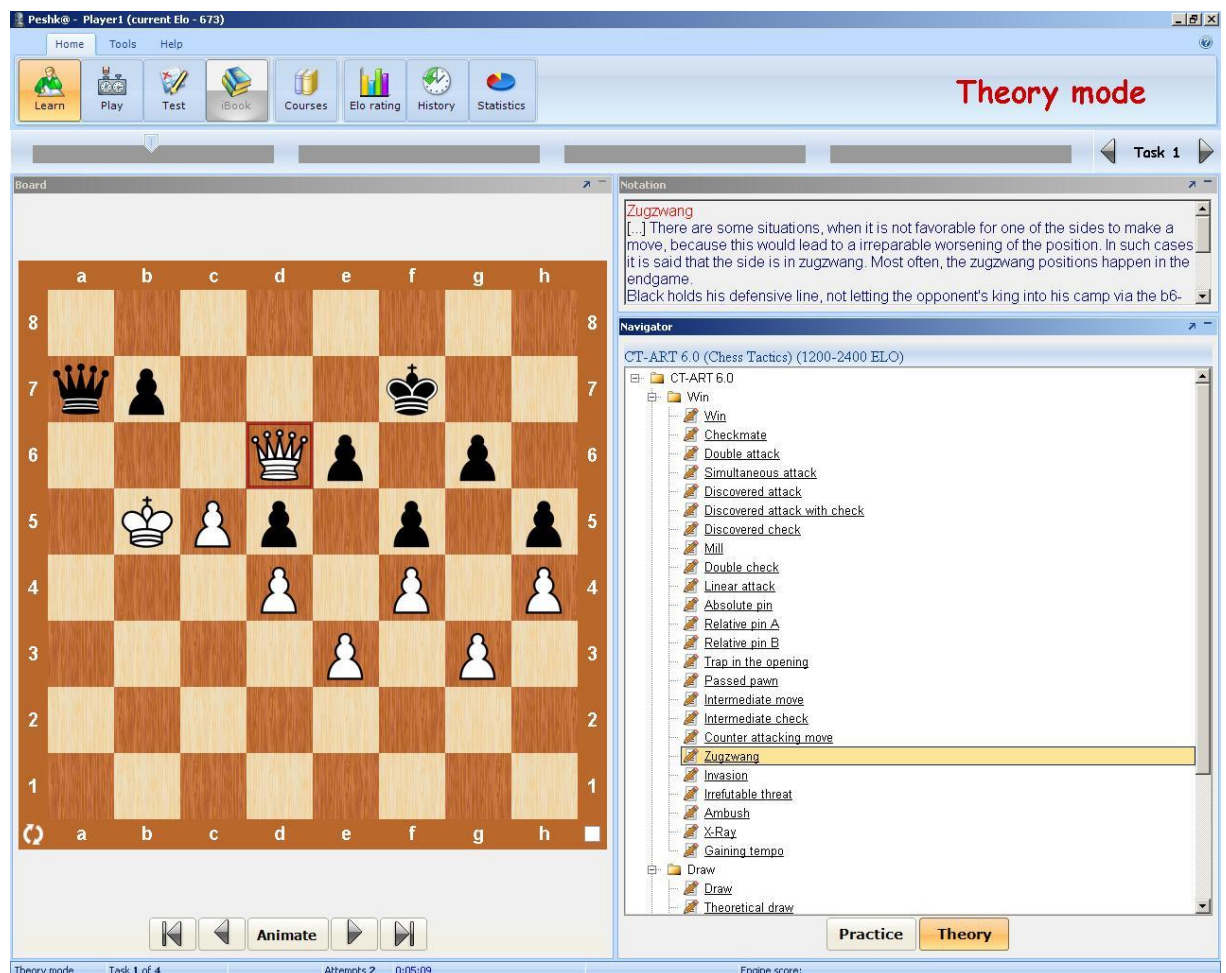 Peshk@ - Player1 (current Elo - 673)
Home Tools Help
Learn Play Test iBook Courses Elo rating History Statistics
Theory mode
Task 1
Board
a b c d e f g h
8 8
7 7
6 6
5 5
4 4
3 3
2 2
1 1
a b c d e f g h
Animate
Notation
Zugzwang
[...] There are some situations, when it is not favorable for one of the sides to make a
move, because this would lead to a irreparable worsening of the position. In such cases
it is said that the side is in zugzwang. Most often, the zugzwang positions happen in the
endgame.
Black holds his defensive line, not letting the opponent's king into his camp via the b6-
Navigator
CT-ART 6.0 (Chess Tactics) (1200-2400 ELO)
CT-ART 6.0
Win
Win
Checkmate
Double attack
Simultaneous attack
Discovered attack
Discovered attack with check
Discovered check
Mill
Double check
Linear attack
Absolute pin
Relative pin A
Relative pin B
Trap in the opening
Passed pawn
Intermediate move
Intermediate check
Counter attacking move
Zugzwang
Invasion
Irrefutable threat
Ambush
X-Ray
Gaining tempo
Draw
Draw
Theoretical draw
Practice Theory
Theory mode Task 1 of 4 Attempts 2 0:05:09 Engine score: